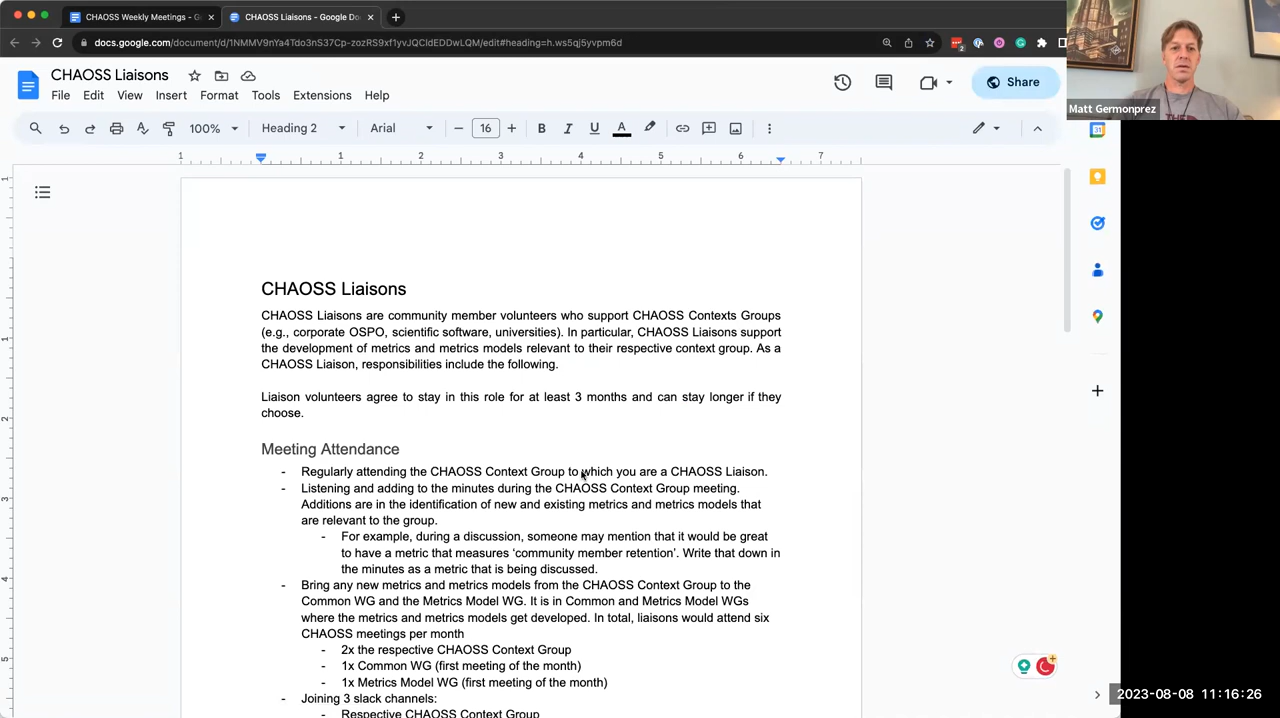 CHAOSS Weekly Meetings - G
CHAOSS Liaisons - Google Do
docs.google.com/document/d/1NMMV9nYa4Tdo3nS37Cp-zozRS9xf1yvJQCldEDDwLQM/edit#heading=h.ws5qj5yvpm6d
CHAOSS Liaisons
File Edit View Insert Format Tools Extensions Help
Share
Matt Germonprez
100% Heading 2 Arial 16 B I U A
31
1 1 2 3 4 5 6 7
CHAOSS Liaisons
CHAOSS Liaisons are community member volunteers who support CHAOSS Contexts Groups
(e.g., corporate OSPO, scientific software, universities). In particular, CHAOSS Liaisons support
the development of metrics and metrics models relevant to their respective context group. As a
CHAOSS Liaison, responsibilities include the following.
Liaison volunteers agree to stay in this role for at least 3 months and can stay longer if they
choose.
Meeting Attendance
- Regularly attending the CHAOSS Context Group to which you are a CHAOSS Liaison.
- Listening and adding to the minutes during the CHAOSS Context Group meeting.
Additions are in the identification of new and existing metrics and metrics models that
are relevant to the group.
- For example, during a discussion, someone may mention that it would be great
to have a metric that measures ‘community member retention’. Write that down in
the minutes as a metric that is being discussed.
- Bring any new metrics and metrics models from the CHAOSS Context Group to the
Common WG and the Metrics Model WG. It is in Common and Metrics Model WGs
where the metrics and metrics models get developed. In total, liaisons would attend six
CHAOSS meetings per month
- 2x the respective CHAOSS Context Group
- 1x Common WG (first meeting of the month)
- 1x Metrics Model WG (first meeting of the month)
- Joining 3 slack channels:
- Respective CHAOSS Context Group
2023-08-08 11:16:26